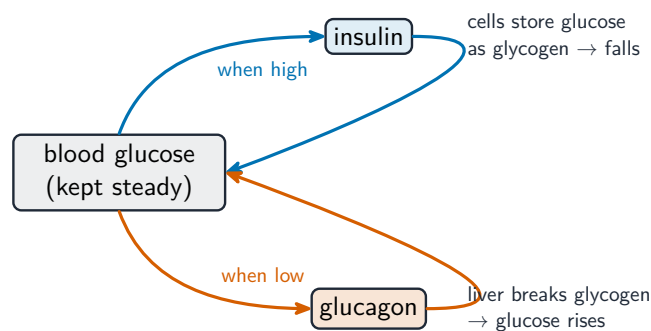 insulin
cells store glucose
as glycogen → falls
when high
blood glucose
(kept steady)
when low
glucagon
liver breaks glycogen
→ glucose rises